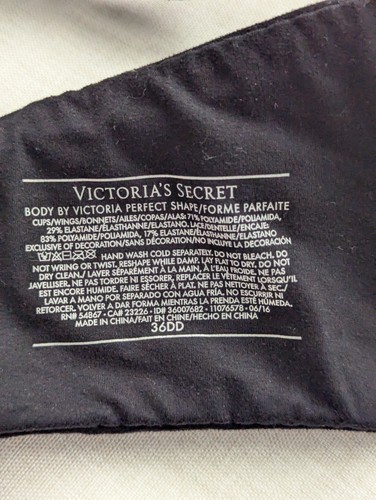 VICTORIA'S SECRET
BODY BY VICTORIA PERFECT SHAPE/FORME PARFAITE
CUPS/WINGS/BONNETS/AILES/COPAS/ALAS: 71% POLYAMIDE/POLIAMIDA,
29% ELASTANE/ÉLASTHANNE/ELASTANO. LACE/DENTELLE/ENCAJE:
83% POLYAMIDE/POLIAMIDA, 17% ELASTANE/ÉLASTHANNE/ELASTANO
EXCLUSIVE OF DECORATION/SANS DÉCORATION/NO INCLUYE LA DECORACIÓN
HAND WASH COLD SEPARATELY. DO NOT BLEACH. DO
NOT WRING OR TWIST. RESHAPE WHILE DAMP. LAY FLAT TO DRY. DO NOT
DRY CLEAN./ LAVER SÉPARÉMENT À LA MAIN, À L'EAU FROIDE. NE PAS
JAVELLISER. NE PAS TORDRE NI ESSORER. REPLACER LE VÊTEMENT LORSQU'IL
EST ENCORE HUMIDE. FAIRE SÉCHER À PLAT. NE PAS NETTOYER À SEC./
LAVAR A MANO POR SEPARADO CON AGUA FRÍA. NO ESCURRIR NI
RETORCER. VOLVER A DAR FORMA MIENTRAS LA PRENDA ESTÉ HUMEDA.
RN# 54867 • CA# 23226 • ID# 36007682 • 11076578 • 06/16
MADE IN CHINA/FAIT EN CHINE/HECHO EN CHINA
36DD